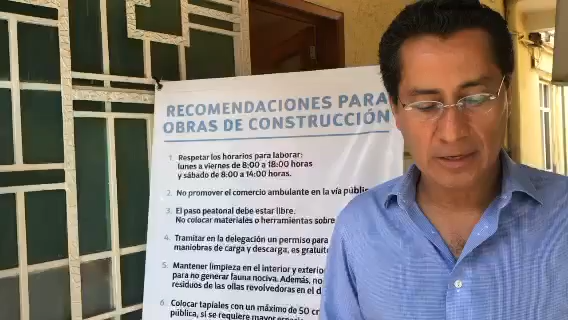 RECOMENDACIONES PARA
OBRAS DE CONSTRUCCIÓN
1. Respetar los horarios para laborar:
lunes a viernes de 8:00 a 18:00 horas
y sábado de 8:00 a 14:00 horas.
2. No promover el comercio ambulante en la vía públic
3. El paso peatonal debe estar libre.
No colocar materiales o herramientas sobre
4. Tramitar en la delegación un permiso para
maniobras de carga y descarga, es gratuito
5. Mantener limpieza en el interior y exterior
para no generar fauna nociva. Además, no
residuos de las ollas revolvedoras en el d
6. Colocar tapiales con un máximo de 50 c
pública, si se requiere mayor